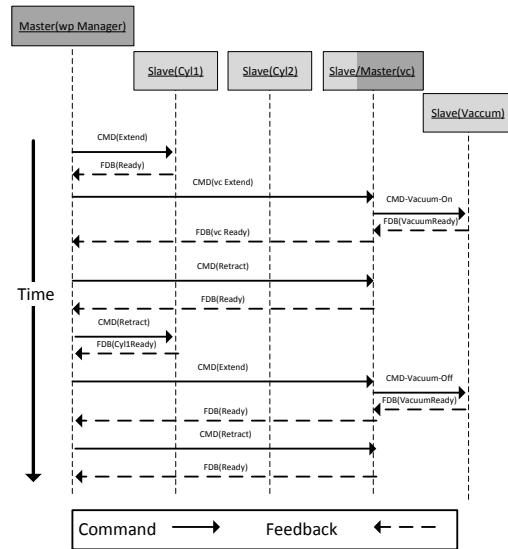 Master(wp Manager)
Slave(Cyl1)
Slave(Cyl2)
Slave/Master(vc)
Slave(Vaccum)
CMD(Extend)
FDB(Ready)
CMD(vc Extend)
CMD-Vacuum-On
FDB(VacuumReady)
FDB(vc Ready)
CMD(Retract)
Time
FDB(Ready)
CMD(Retract)
FDB(Cyl1Ready)
CMD(Extend)
CMD-Vacuum-Off
FDB(VacuumReady)
FDB(Ready)
CMD(Retract)
FDB(Ready)
Command
Feedback